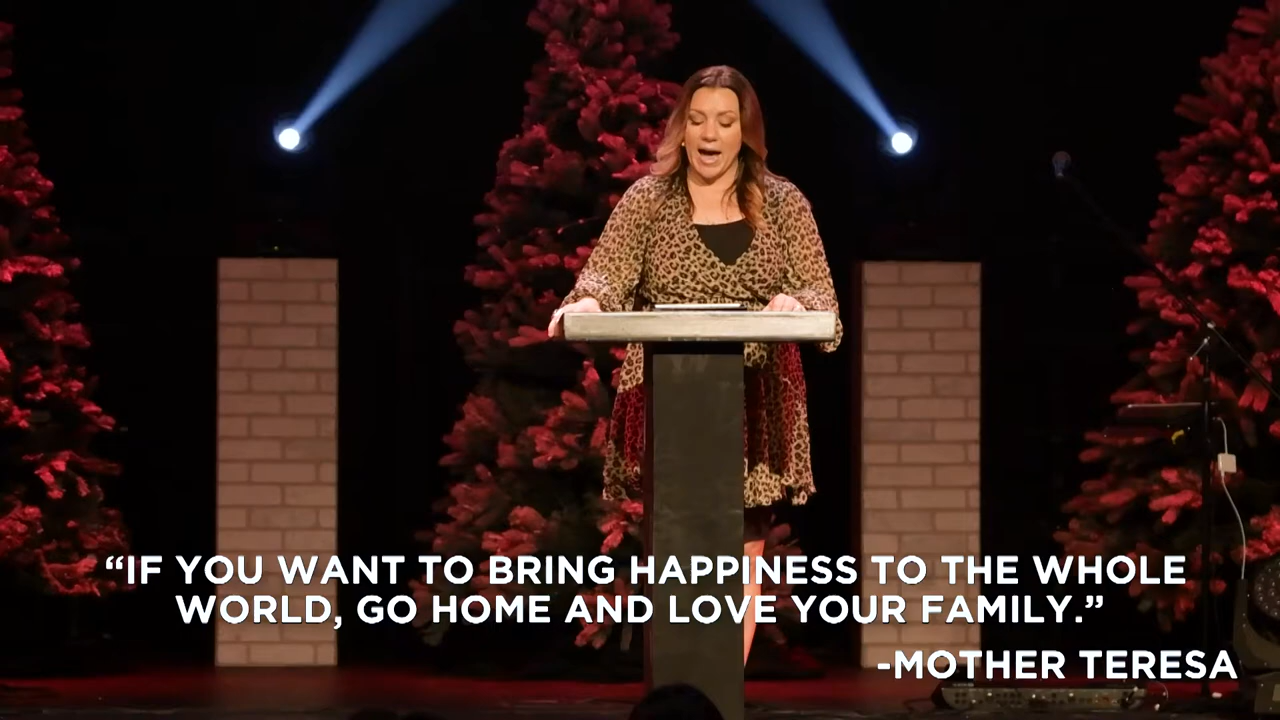 “IF YOU WANT TO BRING HAPPINESS TO THE WHOLE
WORLD, GO HOME AND LOVE YOUR FAMILY.”
-MOTHER TERESA